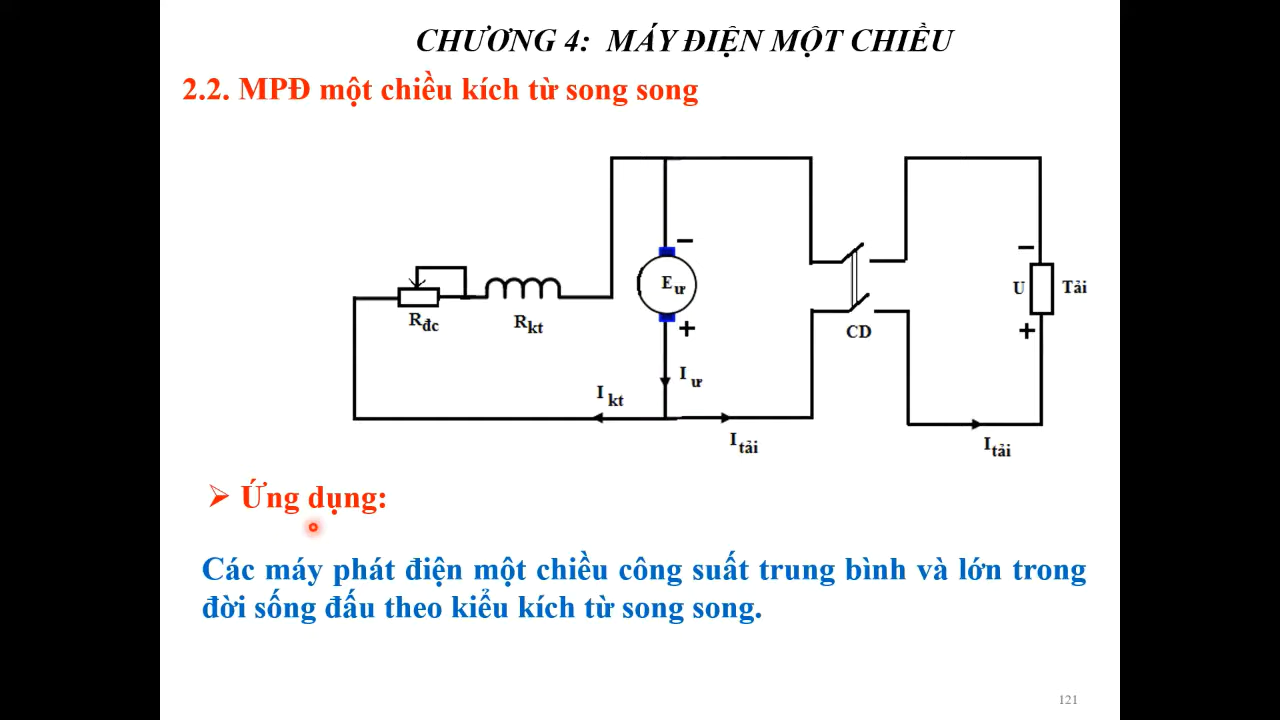 CHƯƠNG 4: MÁY ĐIỆN MỘT CHIỀU
2.2. MPĐ một chiều kích từ song song
Rđc
Rkt
Eư
−
+
Iư
Ikt
Itải
CD
−
U
Tải
+
Itải
Ứng dụng:
Các máy phát điện một chiều công suất trung bình và lớn trong
đời sống đấu theo kiểu kích từ song song.
121